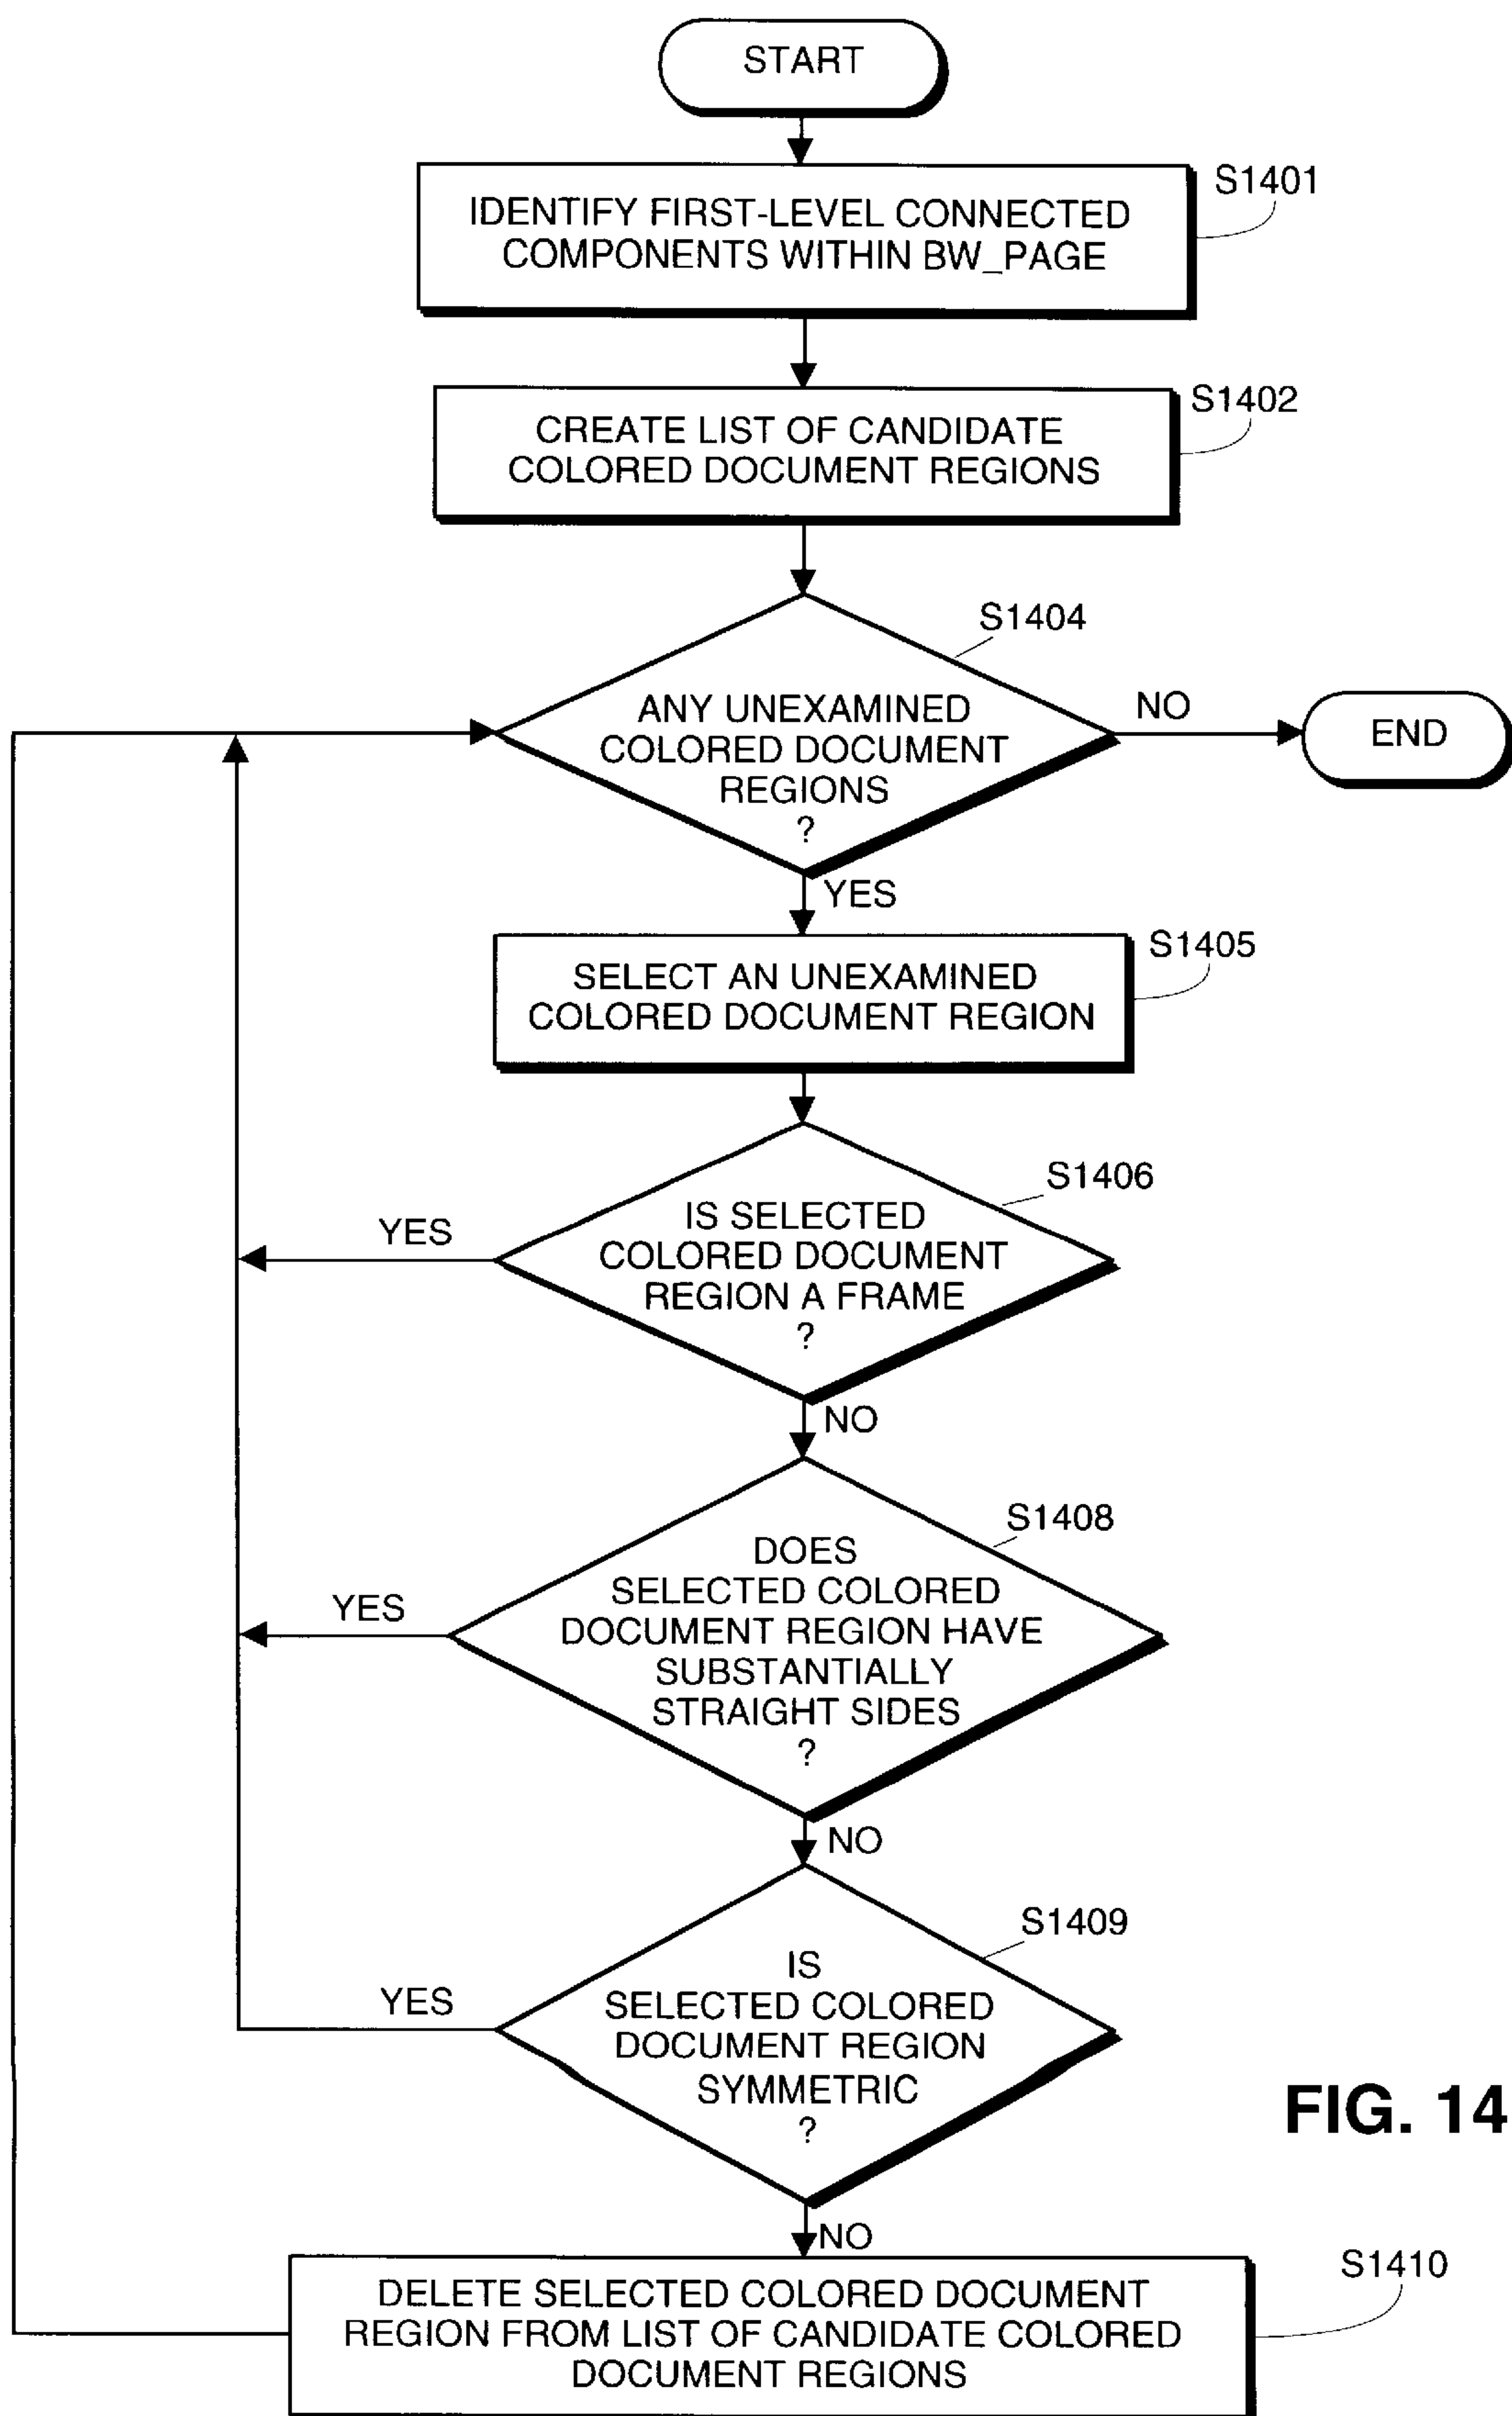 START
S1401
IDENTIFY FIRST-LEVEL CONNECTED
COMPONENTS WITHIN BW_PAGE
S1402
CREATE LIST OF CANDIDATE
COLORED DOCUMENT REGIONS
S1404
ANY UNEXAMINED
COLORED DOCUMENT
REGIONS
?
NO
END
YES
S1405
SELECT AN UNEXAMINED
COLORED DOCUMENT REGION
S1406
IS SELECTED
COLORED DOCUMENT
REGION A FRAME
?
YES
NO
S1408
DOES
SELECTED COLORED
DOCUMENT REGION HAVE
SUBSTANTIALLY
STRAIGHT SIDES
?
YES
NO
S1409
IS
SELECTED COLORED
DOCUMENT REGION
SYMMETRIC
?
YES
FIG. 14
NO
S1410
DELETE SELECTED COLORED DOCUMENT
REGION FROM LIST OF CANDIDATE COLORED
DOCUMENT REGIONS